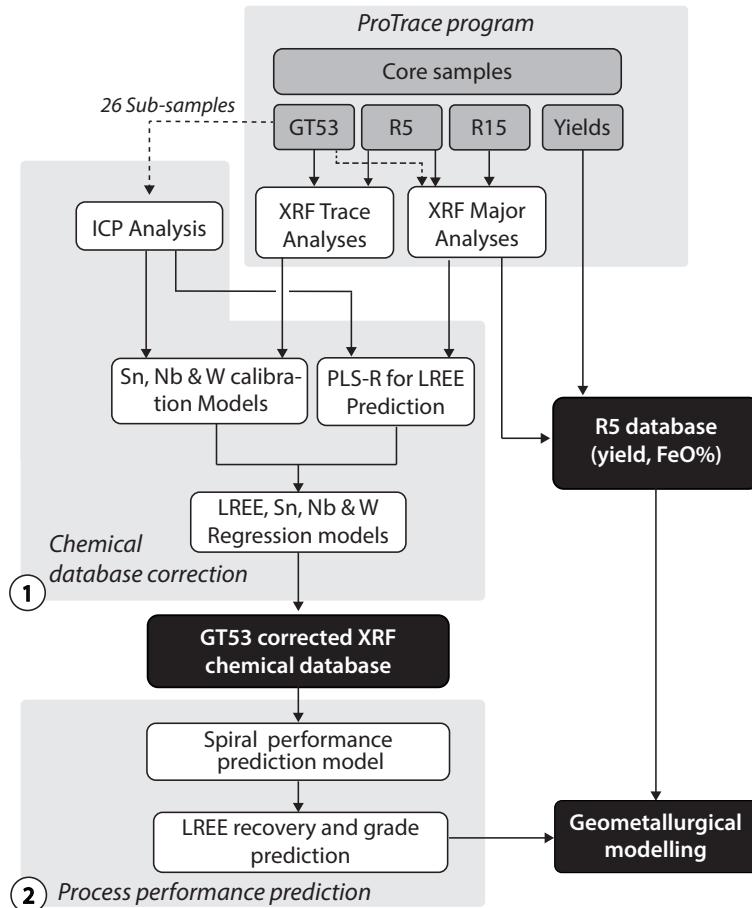 ProTrace program
Core samples
26 Sub-samples
GT53
R5
R15
Yields
ICP Analysis
XRF Trace
Analyses
XRF Major
Analyses
Sn, Nb & W calibra-
tion Models
PLS-R for LREE
Prediction
R5 database
(yield, FeO%)
LREE, Sn, Nb & W
Regression models
Chemical
database correction
1
GT53 corrected XRF
chemical database
Spiral performance
prediction model
LREE recovery and grade
prediction
Geometallurgical
modelling
2
Process performance prediction